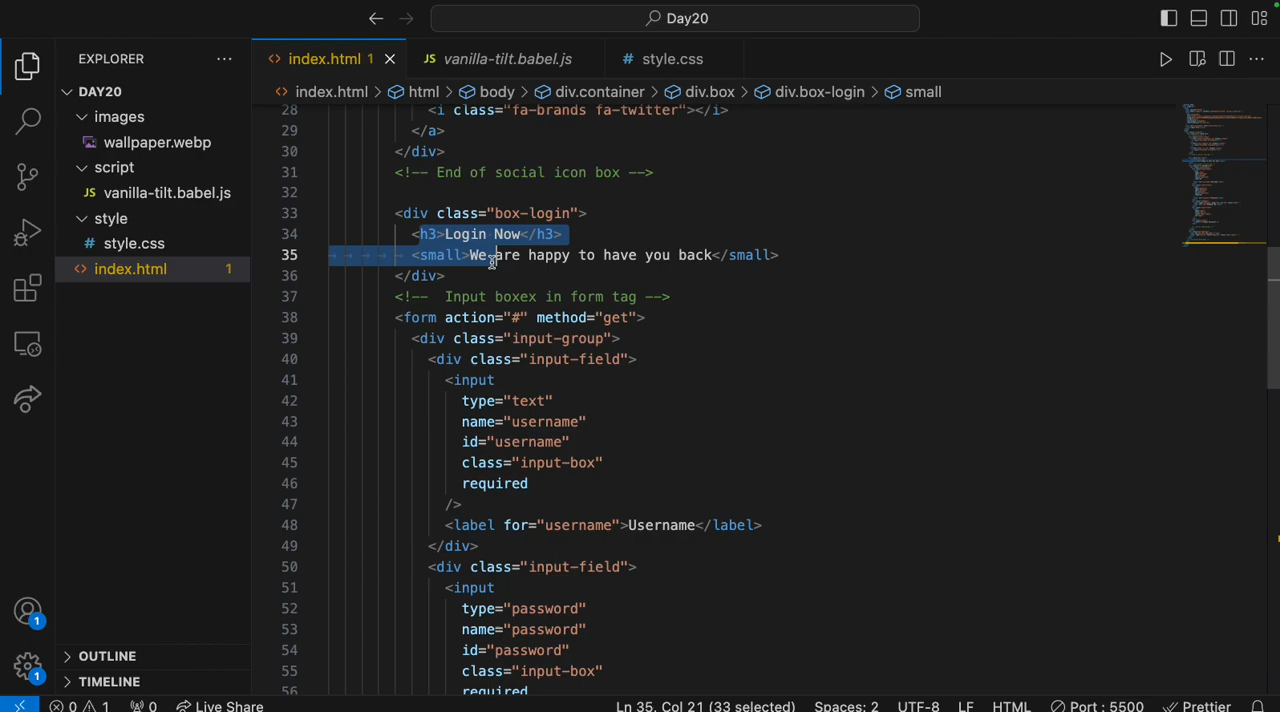 Day20
EXPLORER
index.html 1
JS vanilla-tilt.babel.js
# style.css
DAY20
index.html > html > body > div.container > div.box > div.box-login > small
images
wallpaper.webp
script
JS vanilla-tilt.babel.js
style
# style.css
<> index.html 1
28 <i class="fa-brands fa-twitter"></i>
29 </a>
30 </div>
31 <!-- End of social icon box -->
32
33 <div class="box-login">
34 <h3>Login Now</h3>
35 <small>We are happy to have you back</small>
36 </div>
37 <!--  Input boxex in form tag -->
38 <form action="#" method="get">
39 <div class="input-group">
40 <div class="input-field">
41 <input
42 type="text"
43 name="username"
44 id="username"
45 class="input-box"
46 required
47 />
48 <label for="username">Username</label>
49 </div>
50 <div class="input-field">
51 <input
52 type="password"
53 name="password"
54 id="password"
55 class="input-box"
56 required
1
1
OUTLINE
TIMELINE
0 1 0 Live Share Ln 35, Col 21 (33 selected) Spaces: 2 UTF-8 LF HTML Port : 5500 Prettier